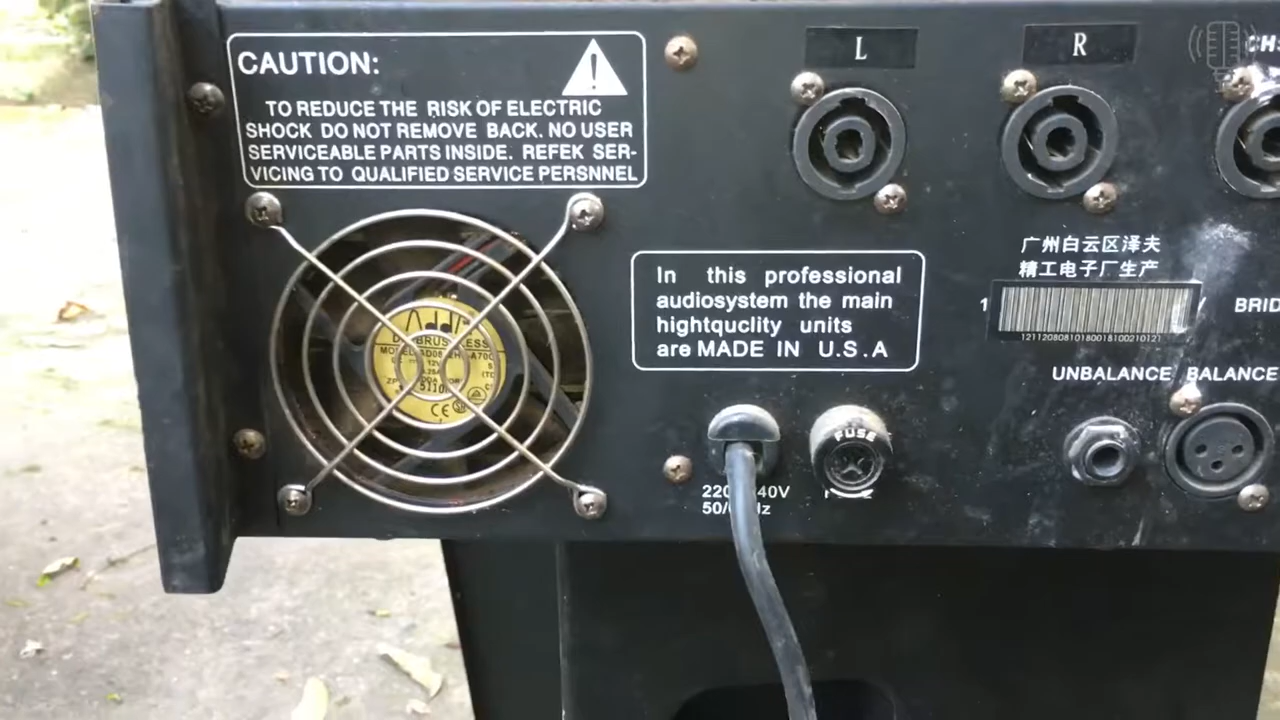 CAUTION:
TO REDUCE THE RISK OF ELECTRIC
SHOCK DO NOT REMOVE BACK. NO USER
SERVICEABLE PARTS INSIDE. REFEK SER-
VICING TO QUALIFIED SERVICE PERSNNEL
L
R
In this professional
audiosystem the main
hightquclity units
are MADE IN U.S.A
广州白云区泽夫
精工电子厂生产
12112080810180018100210121
UNBALANCE BALANCE
FUSE
CE